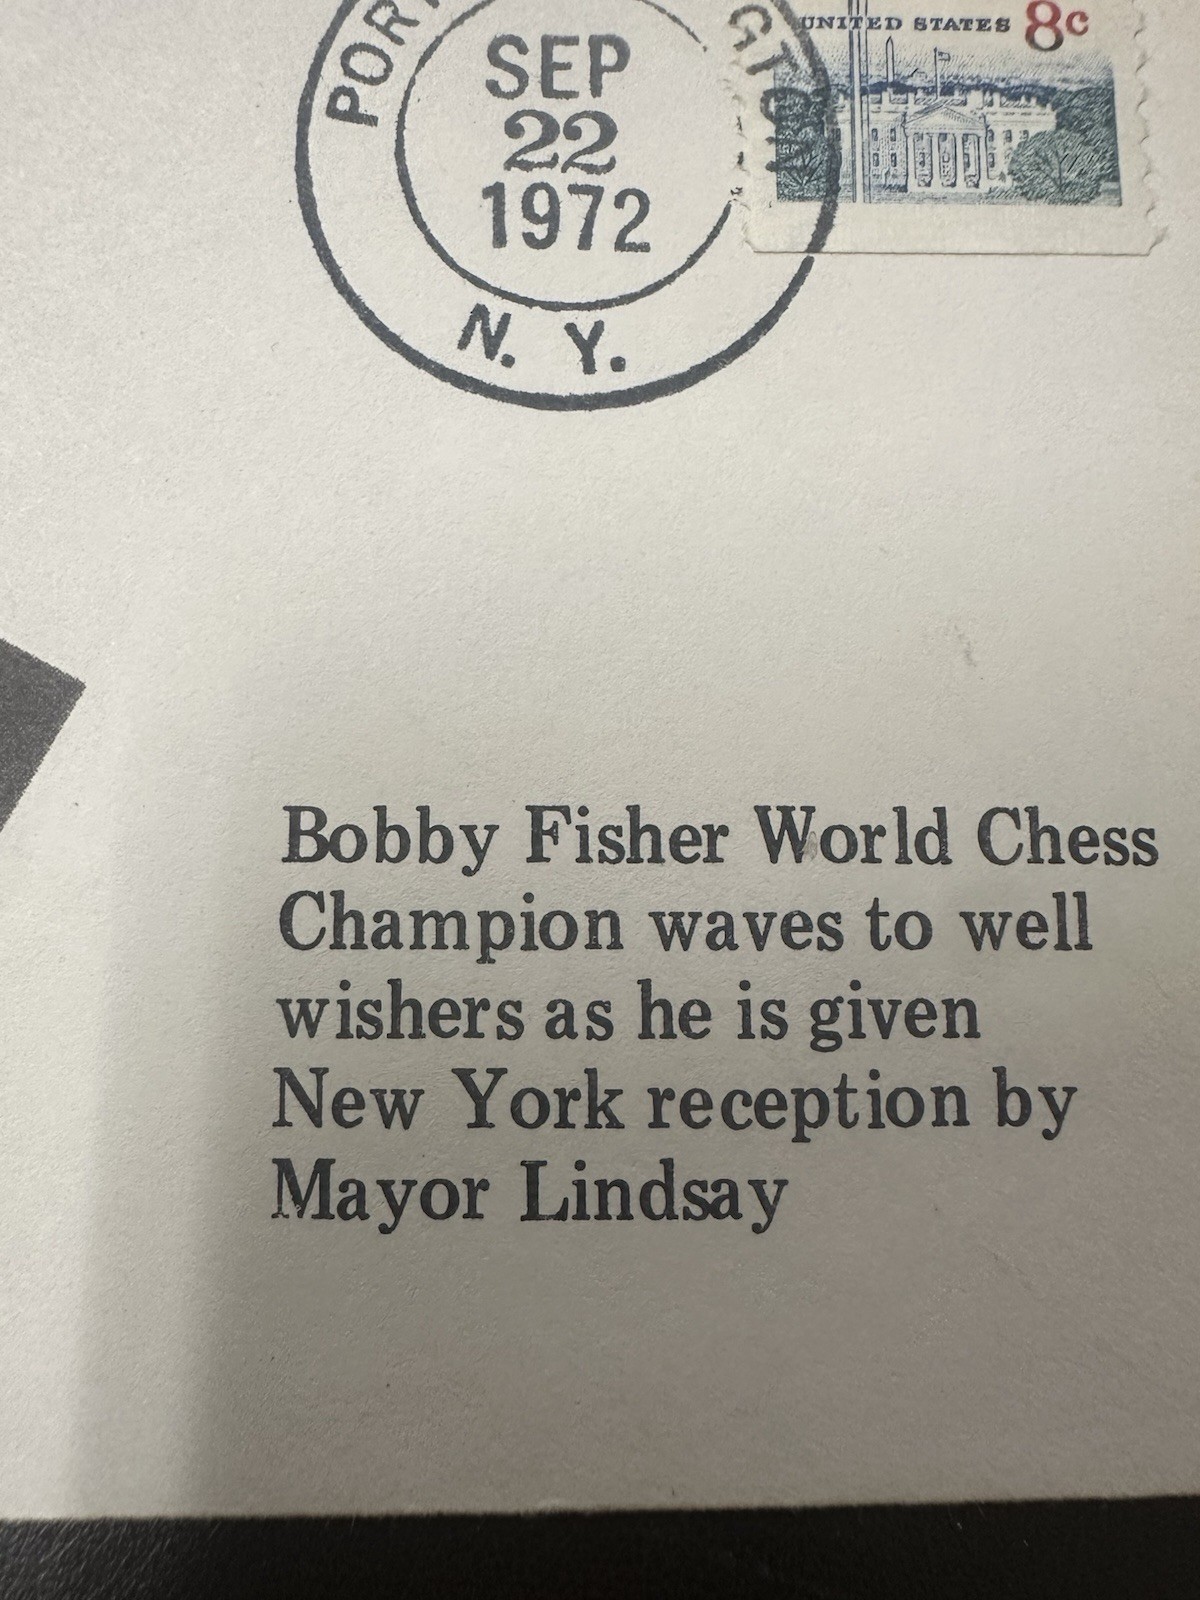 SEP
22
1972
N. Y.
UNITED STATES 8c
Bobby Fisher World Chess
Champion waves to well
wishers as he is given
New York reception by
Mayor Lindsay